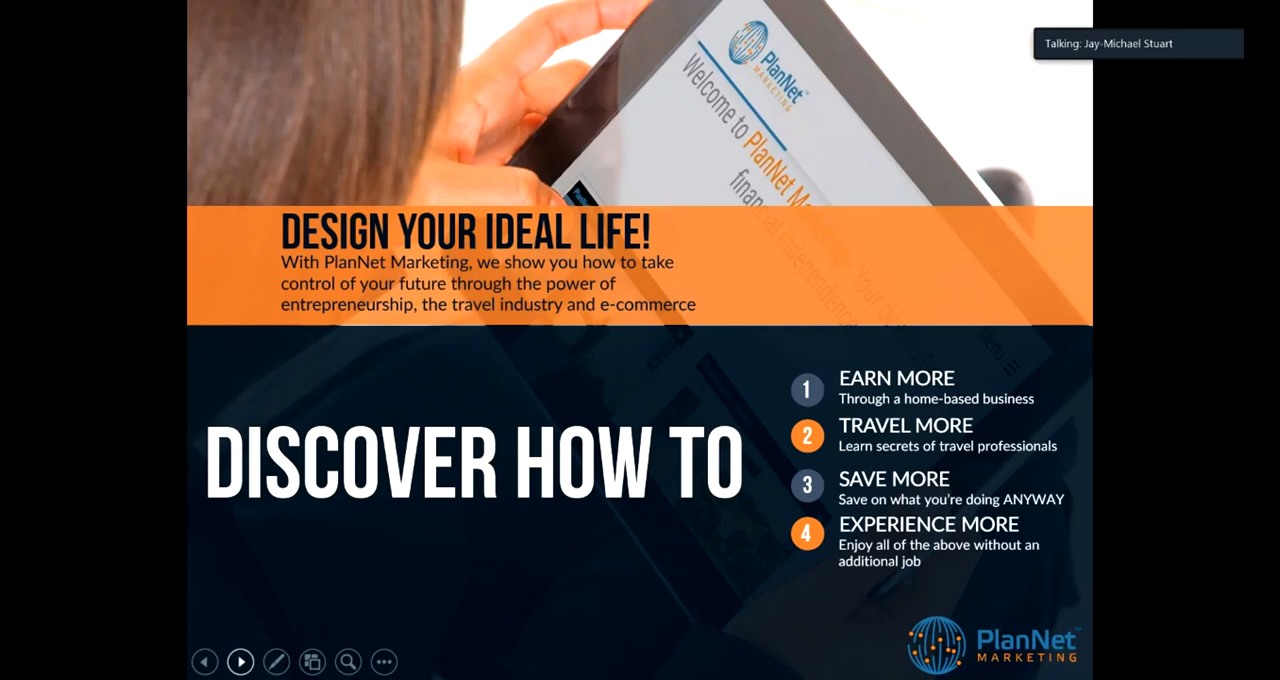 Talking: Jay-Michael Stuart
PlanNet
MARKETING
Welcome to PlanNet
financial independence
Your
Menu
DESIGN YOUR IDEAL LIFE!
With PlanNet Marketing, we show you how to take
control of your future through the power of
entrepreneurship, the travel industry and e-commerce
DISCOVER HOW TO
1
EARN MORE
Through a home-based business
2
TRAVEL MORE
Learn secrets of travel professionals
3
SAVE MORE
Save on what you're doing ANYWAY
4
EXPERIENCE MORE
Enjoy all of the above without an
additional job
PlanNet
MARKETING